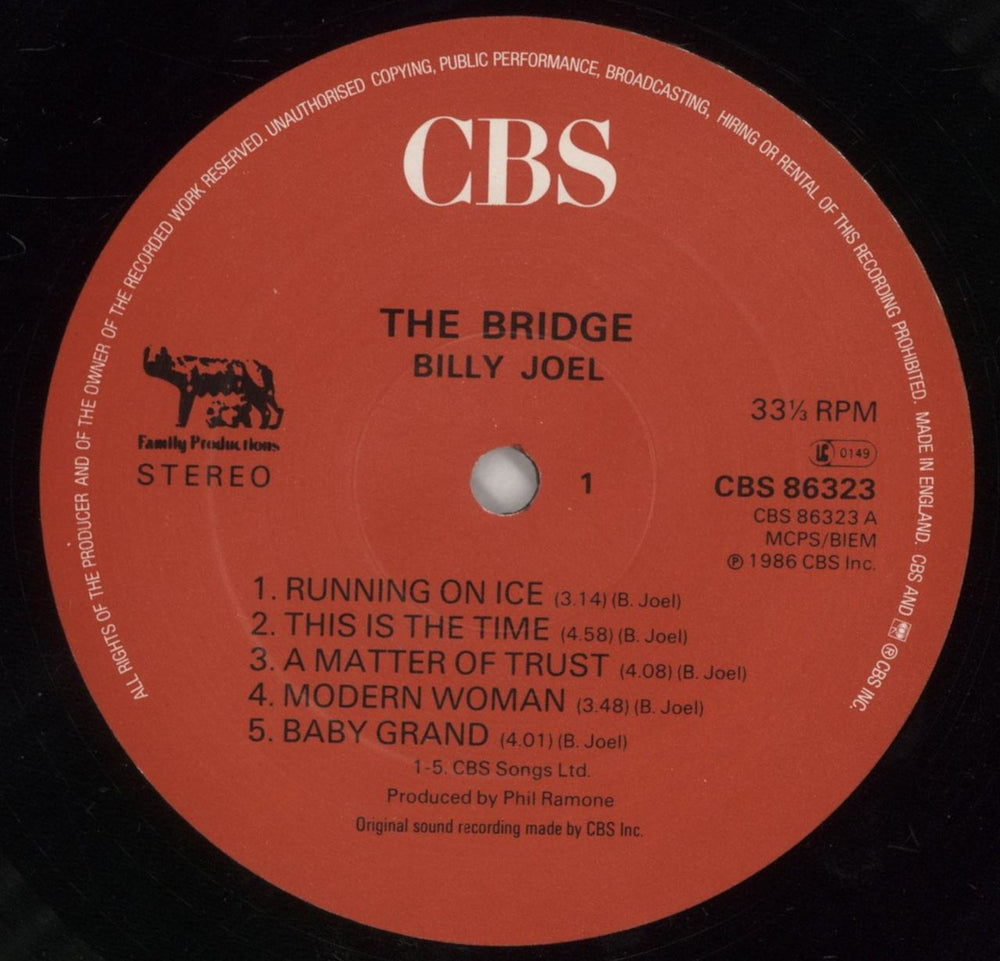 ALL RIGHTS OF THE PRODUCER AND OF THE OWNER OF THE RECORDED WORK RESERVED. UNAUTHORISED COPYING, PUBLIC PERFORMANCE, BROADCASTING, HIRING OR RENTAL OF THIS RECORDING PROHIBITED. MADE IN ENGLAND. CBS AND ® CBS INC.
CBS
THE BRIDGE
BILLY JOEL
Family Productions
STEREO
1
33⅓ RPM
LC 0149
CBS 86323
CBS 86323 A
MCPS/BIEM
℗ 1986 CBS Inc.
1. RUNNING ON ICE (3.14) (B. Joel)
2. THIS IS THE TIME (4.58) (B. Joel)
3. A MATTER OF TRUST (4.08) (B. Joel)
4. MODERN WOMAN (3.48) (B. Joel)
5. BABY GRAND (4.01) (B. Joel)
1-5. CBS Songs Ltd.
Produced by Phil Ramone
Original sound recording made by CBS Inc.